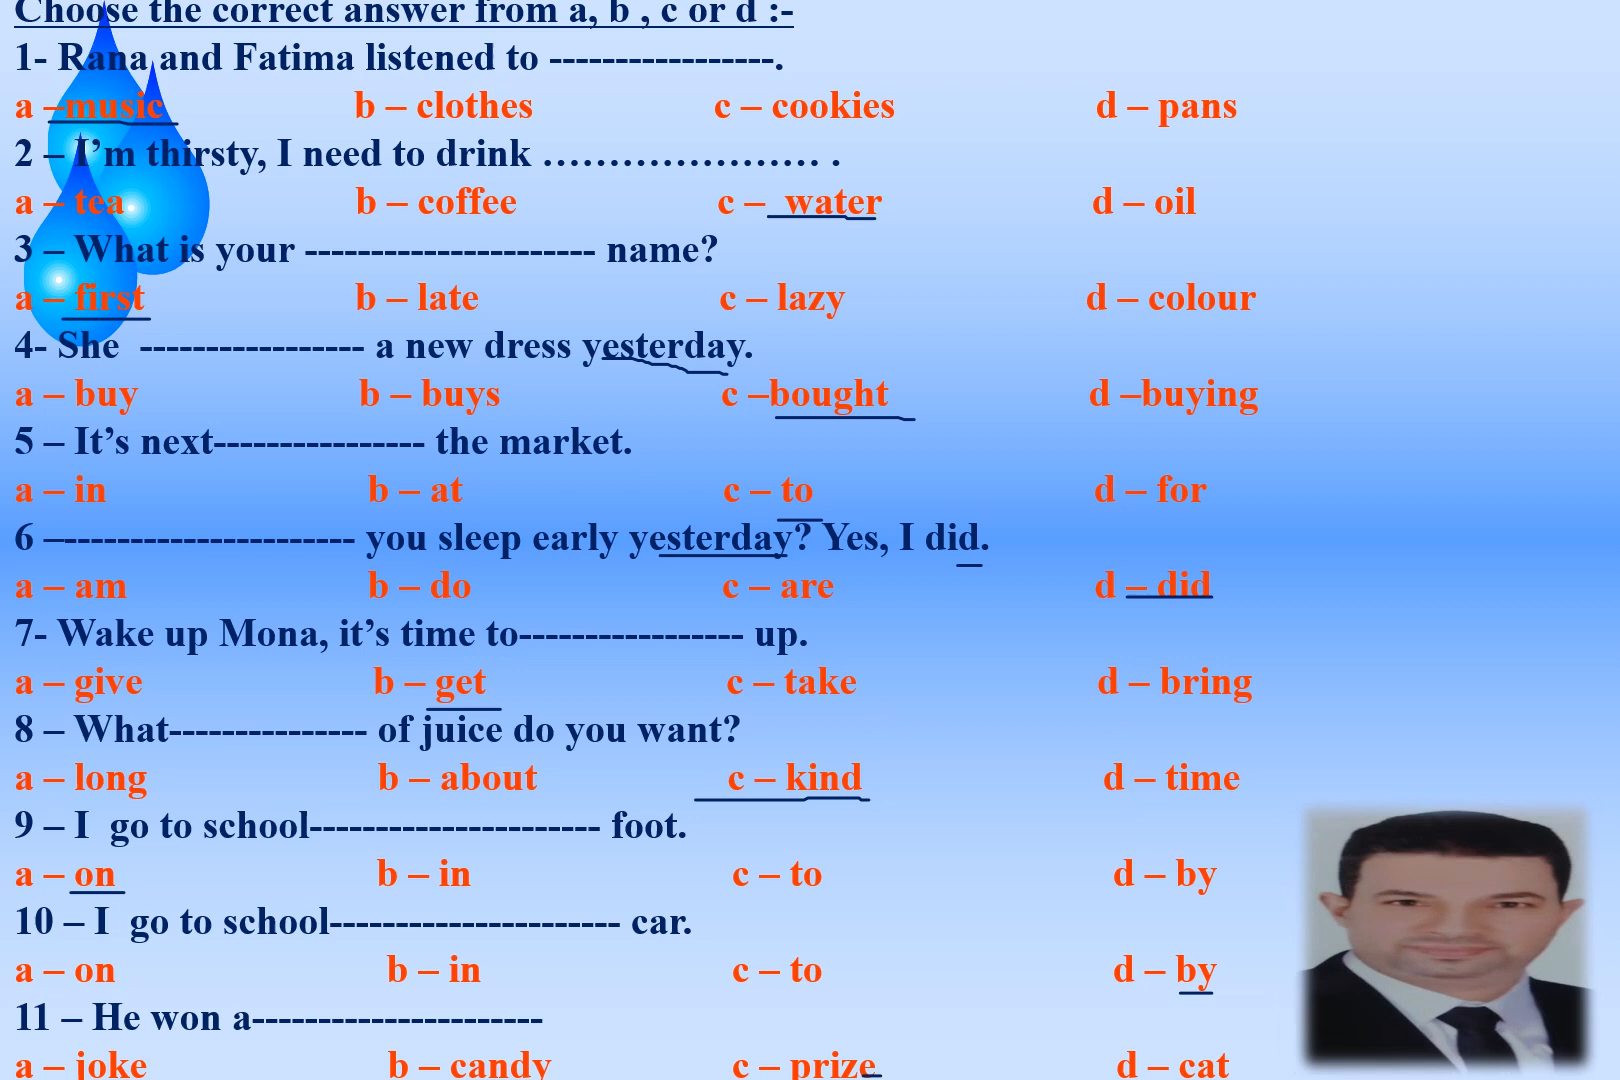 Choose the correct answer from a, b , c or d :-
1- Rana and Fatima listened to -----------------.
a –music b – clothes c – cookies d – pans
2 – I’m thirsty, I need to drink ………………… .
a – tea b – coffee c – water d – oil
3 – What is your ---------------------- name?
a – first b – late c – lazy d – colour
4- She ----------------- a new dress yesterday.
a – buy b – buys c –bought d –buying
5 – It’s next---------------- the market.
a – in b – at c – to d – for
6 –---------------------- you sleep early yesterday? Yes, I did.
a – am b – do c – are d – did
7- Wake up Mona, it’s time to----------------- up.
a – give b – get c – take d – bring
8 – What--------------- of juice do you want?
a – long b – about c – kind d – time
9 – I go to school---------------------- foot.
a – on b – in c – to d – by
10 – I go to school---------------------- car.
a – on b – in c – to d – by
11 – He won a----------------------
a – joke b – candy c – prize d – cat